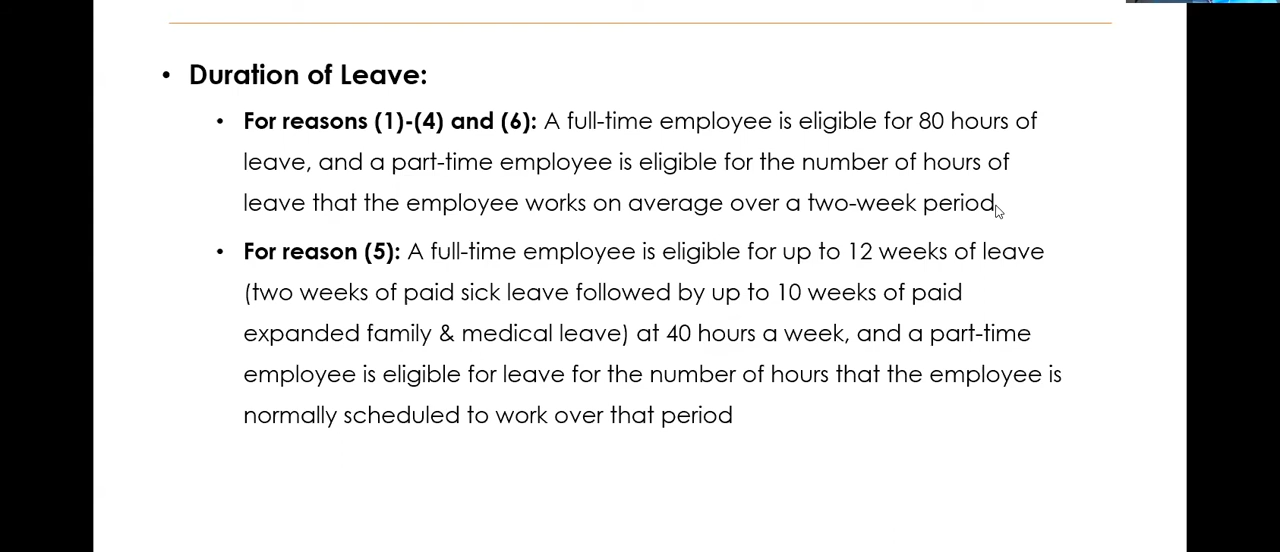 • Duration of Leave:
• For reasons (1)-(4) and (6): A full-time employee is eligible for 80 hours of
leave, and a part-time employee is eligible for the number of hours of
leave that the employee works on average over a two-week period
• For reason (5): A full-time employee is eligible for up to 12 weeks of leave
(two weeks of paid sick leave followed by up to 10 weeks of paid
expanded family & medical leave) at 40 hours a week, and a part-time
employee is eligible for leave for the number of hours that the employee is
normally scheduled to work over that period